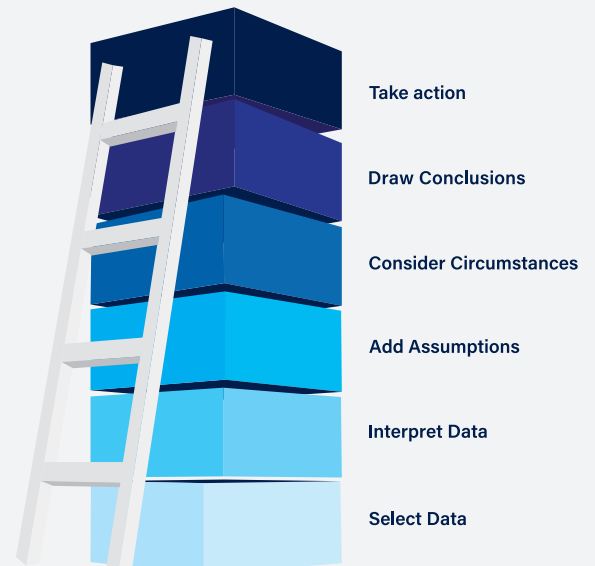 Take action
Draw Conclusions
Consider Circumstances
Add Assumptions
Interpret Data
Select Data